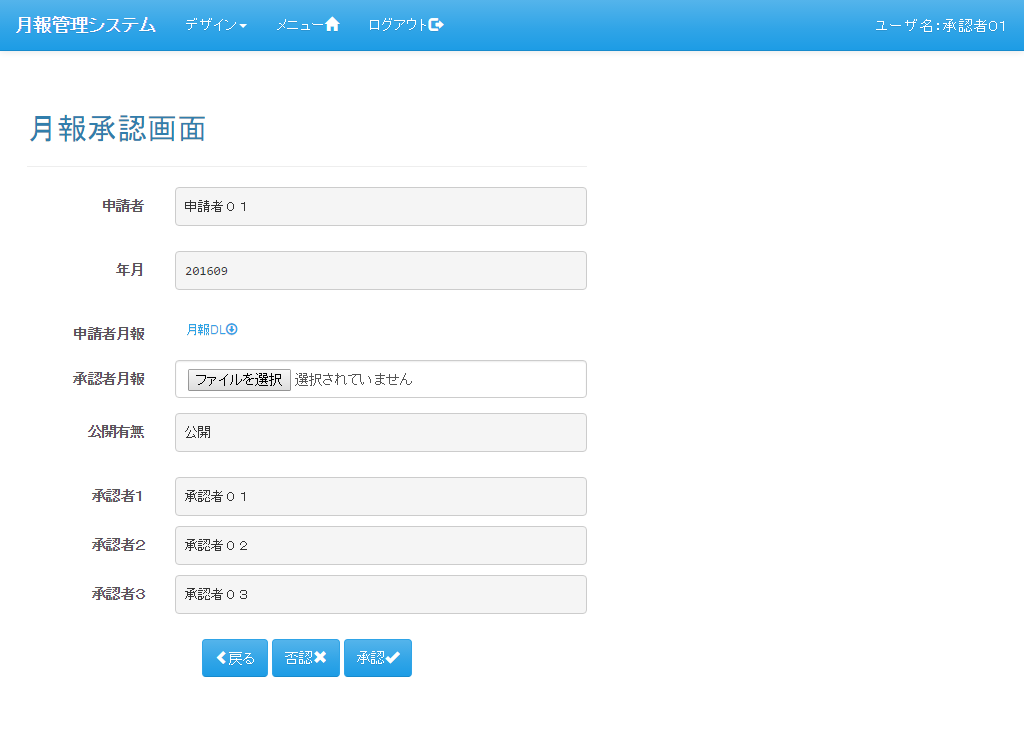 月報管理システム デザイン メニュー ログアウト ユーザ名:承認者01
月報承認画面
申請者 申請者０１
年月 201609
申請者月報 月報DL
承認者月報 ファイルを選択 選択されていません
公開有無 公開
承認者1 承認者０１
承認者2 承認者０２
承認者3 承認者０３
戻る 否認 承認